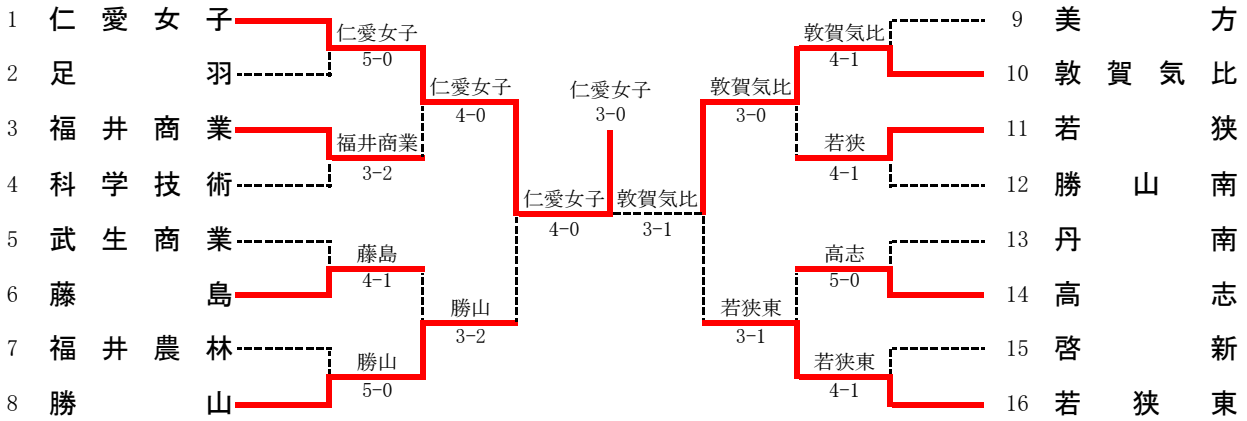 1 仁愛女子
2 足羽
3 福井商業
4 科学技術
5 武生商業
6 藤島
7 福井農林
8 勝山
仁愛女子
5-0
福井商業
3-2
藤島
4-1
勝山
5-0
仁愛女子
4-0
勝山
3-2
仁愛女子
4-0
仁愛女子
3-0
敦賀気比
3-1
敦賀気比
3-0
若狭東
3-1
敦賀気比
4-1
若狭
4-1
高志
5-0
若狭東
4-1
9 美方
10 敦賀気比
11 若狭
12 勝山南
13 丹南
14 高志
15 啓新
16 若狭東